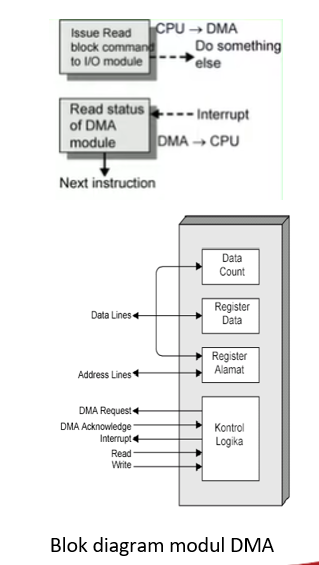 Issue Read
block command
to I/O module
CPU → DMA
Do something
else
Read status
of DMA
module
Interrupt
DMA → CPU
Next instruction
Data
Count
Register
Data
Register
Alamat
Kontrol
Logika
Data Lines
Address Lines
DMA Request
DMA Acknowledge
Interrupt
Read
Write
Blok diagram modul DMA